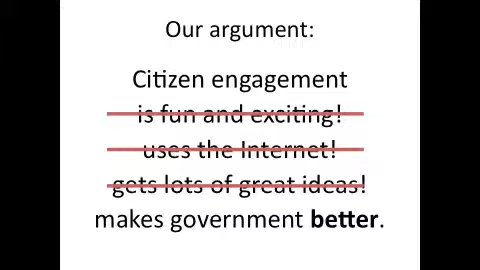 Our argument:
Citizen engagement
is fun and exciting!
uses the Internet!
gets lots of great ideas!
makes government better.